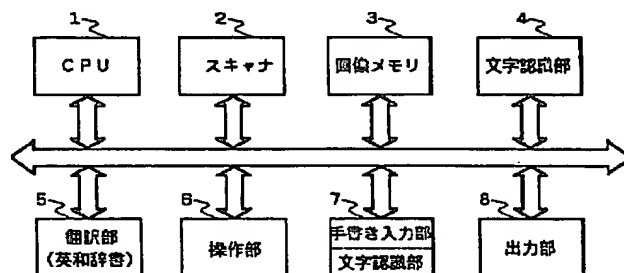 1 2 3 4
CPU スキャナ 画像メモリ 文字認識部
5 6 7 8
翻訳部 操作部 手書き入力部 出力部
(英和辞書) 文字認識部